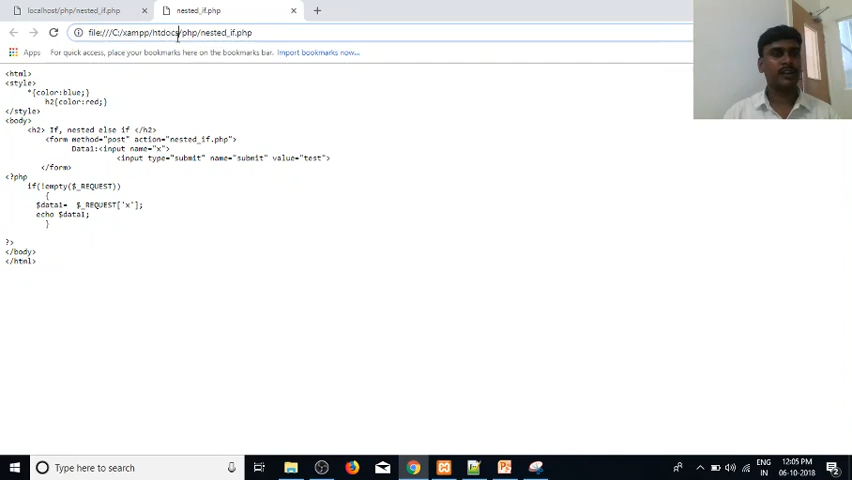 localhost/php/nested_if.php
nested_if.php
file:///C:/xampp/htdocs/php/nested_if.php
Apps For quick access, place your bookmarks here on the bookmarks bar. Import bookmarks now...
<html>
<style>
*{color:blue;}
h2{color:red;}
</style>
<body>
<h2> If, nested else if </h2>
<form method="post" action="nested_if.php">
Data1:<input name="x">
<input type="submit" name="submit" value="test">
</form>
<?php
if(!empty($_REQUEST))
{
$data1= $_REQUEST['x'];
echo $data1;
}
?>
</body>
</html>
Type here to search
ENG
IN
12:05 PM
06-10-2018
2